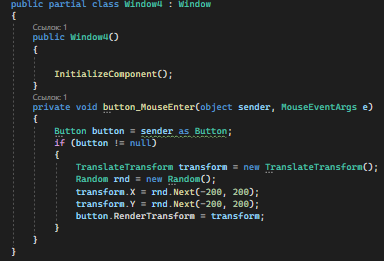 public partial class Window4 : Window
{
Ссылок: 1
public Window4()
{
InitializeComponent();
}
Ссылок: 1
private void button_MouseEnter(object sender, MouseEventArgs e)
{
Button button = sender as Button;
if (button != null)
{
TranslateTransform transform = new TranslateTransform();
Random rnd = new Random();
transform.X = rnd.Next(-200, 200);
transform.Y = rnd.Next(-200, 200);
button.RenderTransform = transform;
}
}
}